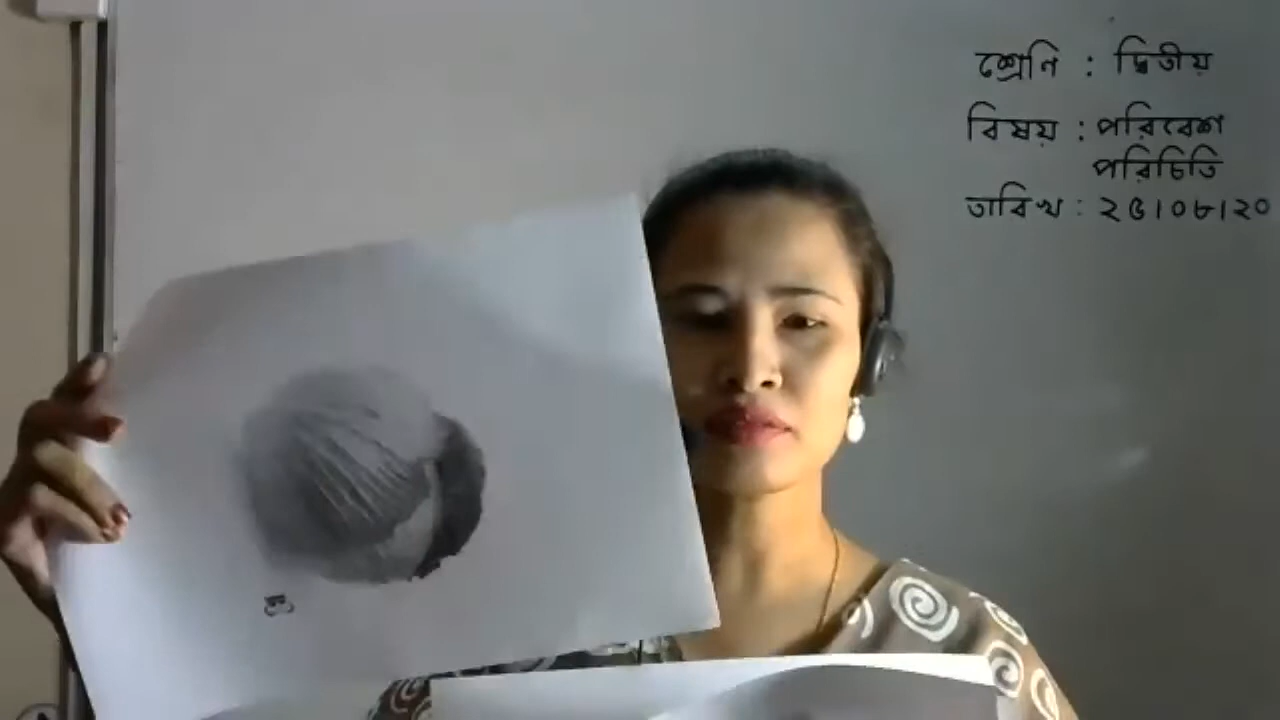 শ্রেণি : দ্বিতীয়
বিষয় : পরিবেশ
পরিচিতি
তারিখ : ২৫।০৮।২০